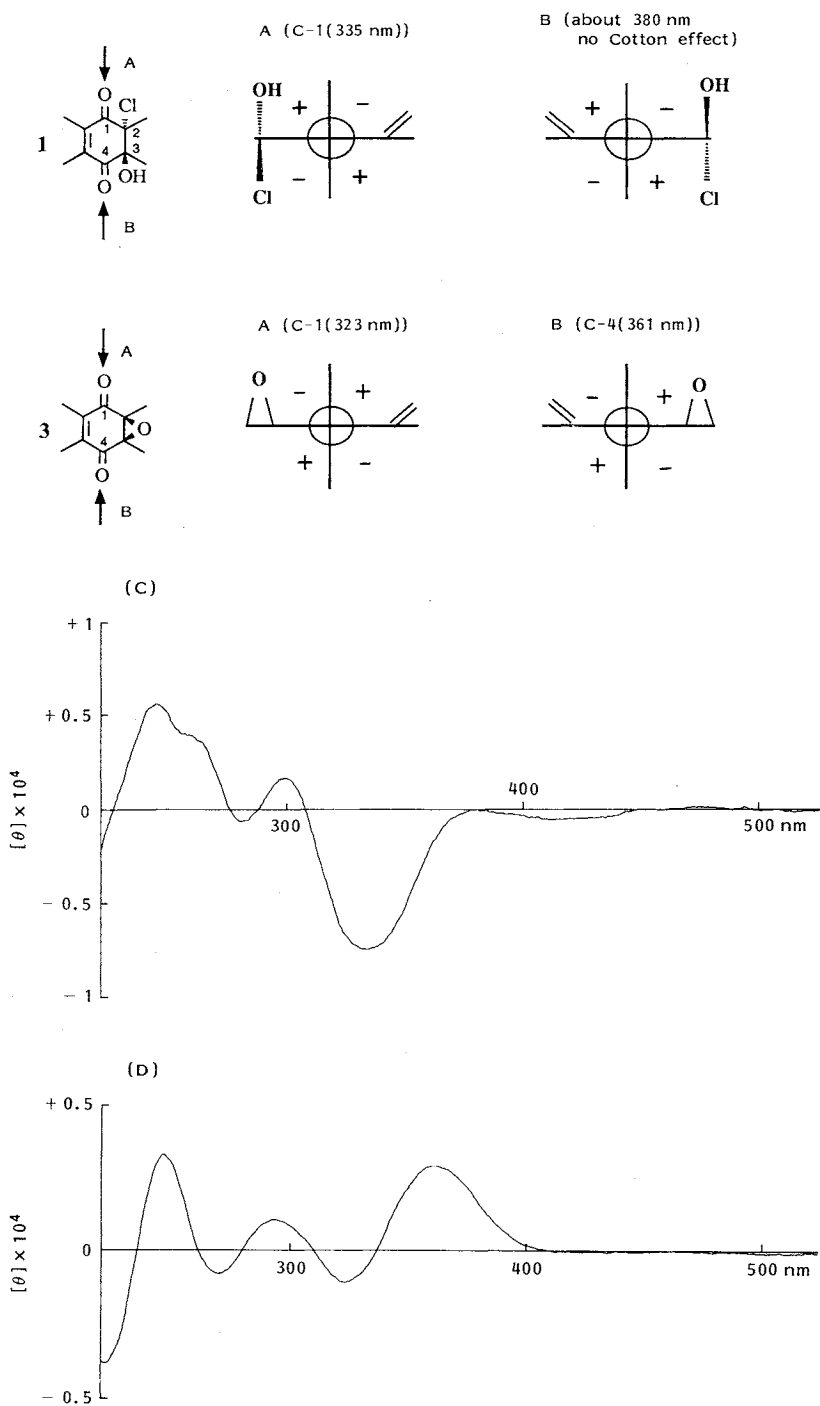 A (C-1(335 nm))
B (about 380 nm
no Cotton effect)
A
O
Cl
1
2
3
4
OH
O
B
1
OH
+
−
−
+
Cl
+
−
−
+
OH
Cl
A (C-1(323 nm))
B (C-4(361 nm))
A
O
1
4
O
O
B
3
O
−
+
+
−
−
+
+
−
O
(C)
+ 1
+ 0.5
0
− 0.5
− 1
[θ] × 10⁴
300
400
500 nm
(D)
+ 0.5
0
− 0.5
[θ] × 10⁴
300
400
500 nm